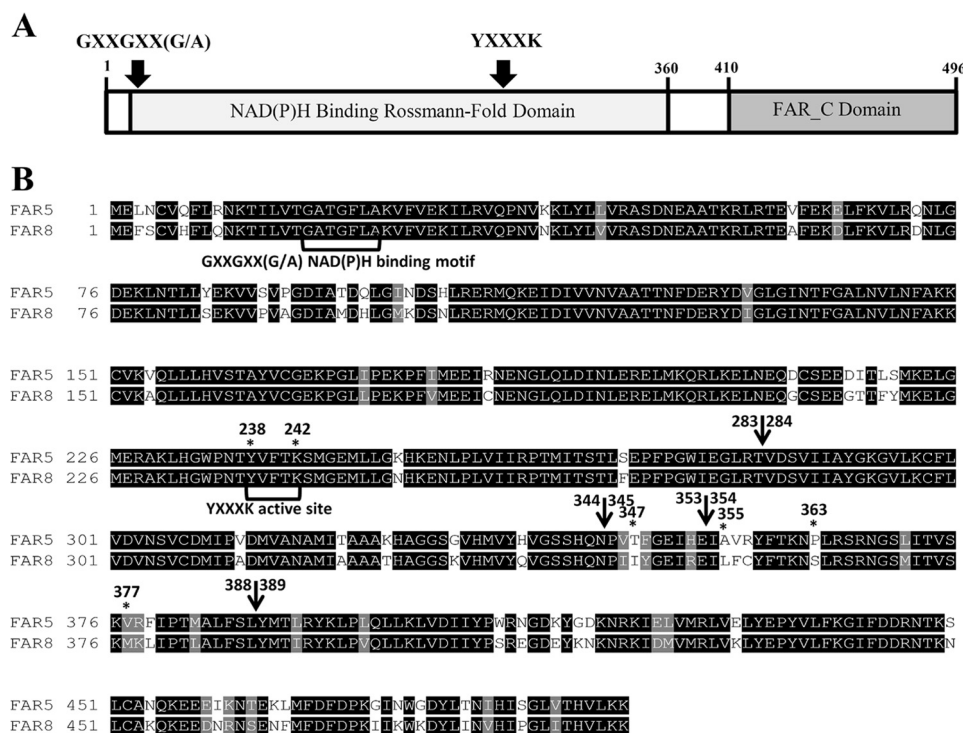 A
GXXGXX(G/A) YXXXK
1 360 410 496
NAD(P)H Binding Rossmann-Fold Domain FAR_C Domain
B
FAR5 1 MELNCVQFLRNKTILVTGATGFLAKVFVEKILRVQPNVKKLYLLVRASDNEAATKRLRTEVFEKELFKVLRQNLG
FAR8 1 MEFSCVHFLQNKTILVTGATGFLAKVFVEKILRVQPNVNKLYLVVRASDNEAATKRLRTEAFEKDLFKVLRDNLG
GXXGXX(G/A) NAD(P)H binding motif
FAR5 76 DEKLNTLLYEKVVSVPGDIATDQLGINDSHLRERMQKEIDIVVNVAATTNFDERYDVGLGINTFGALNVLNFAKK
FAR8 76 DEKLNTLLSEKVVPVAGDIAMDHLGMKDSNLRERMQKEIDIVVNVAATTNFDERYDIGLGINTFGALNVLNFAKK
FAR5 151 CVKVQLLLHVSTAYVCGEKPGLIPEKPFIMEEIRNENGLQLDINLERELMKQRLKELNEQDCSEEDITLSMKELG
FAR8 151 CVKAQLLLHVSTAYVCGEKPGLLPEKPFVMEEICNENGLQLDINLERELMKQRLKELNEQGCSEEGTTFYMKELG
238 242 283 284
* *
FAR5 226 MERAKLHGWPNTYVFTKSMGEMLLGKHKENLPLVIIRPTMITSTLSEPFPGWIEGLRTVDSVIIAYGKGVLKCFL
FAR8 226 MERAKLHGWPNTYVFTKSMGEMLLGNHKENLPLVIIRPTMITSTLFEPFPGWIEGLRTVDSVIIAYGKGVLKCFL
YXXXK active site
344 345 347 353 354 355 363
* * *
FAR5 301 VDVNSVCDMIPVDMVANAMITAAAKHAGGSGVHMVYHVGSSHQNPVTFGEIHEIAVRYFTKNPLRSRNGSLITVS
FAR8 301 VDVNSVCDMIPADMVANAMIAAAATHAGGSKVHMVYQVGSSHQNPIIYGEIREILFCYFTKNSLRSRNGSMITVS
377 388 389
*
FAR5 376 KVRFIPTMALFSLYMTLRYKLPLQLLKLVDIIYPWRNGDKYGDKNRKIELVMRLVELYEPYVLFKGIFDDRNTKS
FAR8 376 KMKLIPTLALFSLYMTIRYKLPVQLLKLVDIIYPSREGDEYKNKNRKIDMVMRLVKLYEPYVLFKGIFDDRNTKN
FAR5 451 LCANQKEEEIKNTEKLMFDFDPKGINWGDYLTNIHISGLVTHVLKK
FAR8 451 LCAKQKEEDNRNSENFMFDFDPKIIKWKDYLINVHIPGLITHVLKK